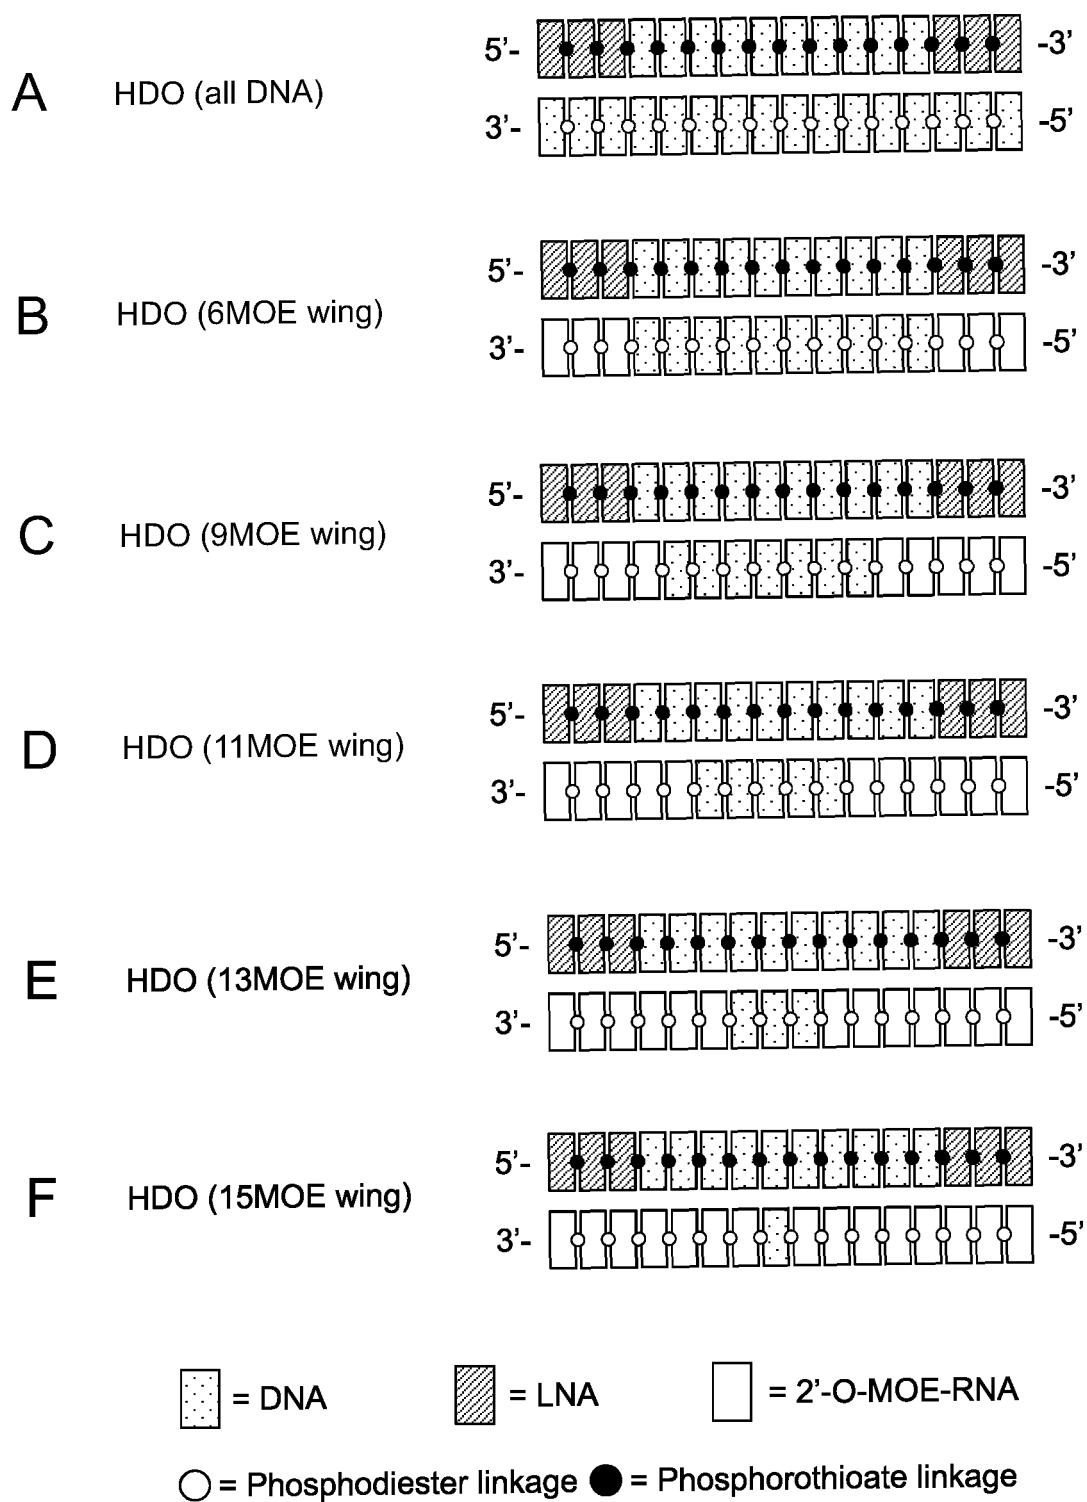 5’- -3’
A HDO (all DNA)
3’- -5’
5’- -3’
B HDO (6MOE wing)
3’- -5’
5’- -3’
C HDO (9MOE wing)
3’- -5’
5’- -3’
D HDO (11MOE wing)
3’- -5’
5’- -3’
E HDO (13MOE wing)
3’- -5’
5’- -3’
F HDO (15MOE wing)
3’- -5’
= DNA = LNA = 2’-O-MOE-RNA
= Phosphodiester linkage = Phosphorothioate linkage